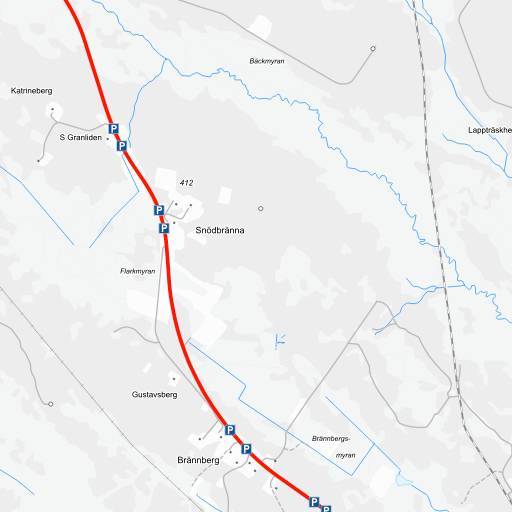 Bäckmyran
Katrineberg
P
S Granliden
P
Lappträskhe
412
P
Snödbränna
P
Flarkmyran
Gustavsberg
P
Brännbergs-
myran
P
Brännberg
P
P